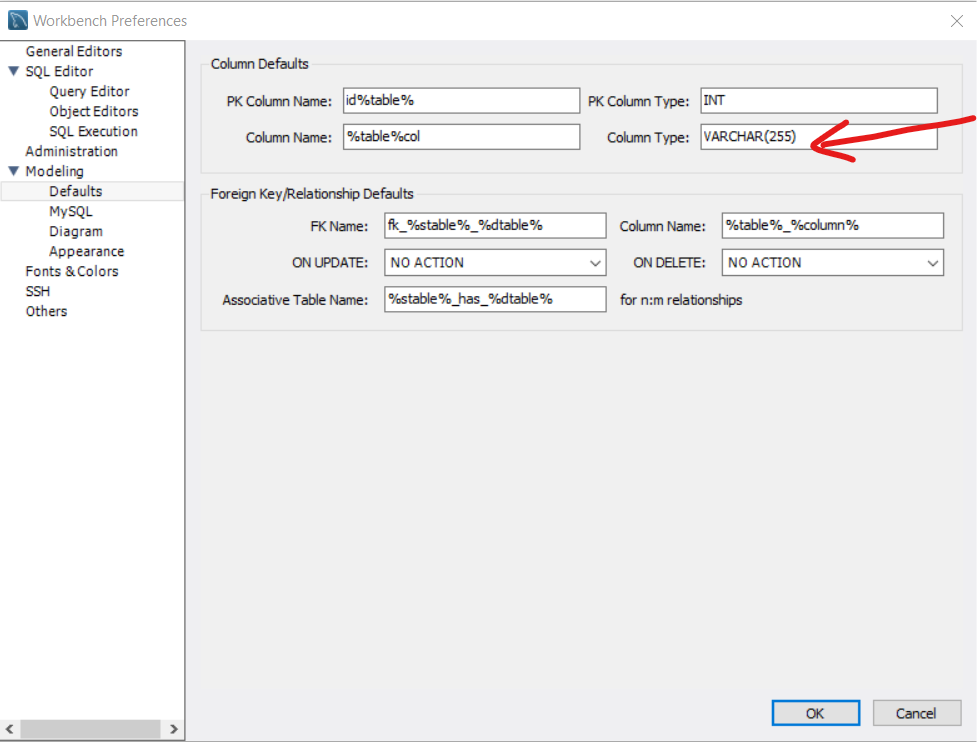 Workbench Preferences
General Editors
SQL Editor
Query Editor
Object Editors
SQL Execution
Administration
Modeling
Defaults
MySQL
Diagram
Appearance
Fonts & Colors
SSH
Others
Column Defaults
PK Column Name: id%table% PK Column Type: INT
Column Name: %table%col Column Type: VARCHAR(255)
Foreign Key/Relationship Defaults
FK Name: fk_%stable%_%dtable% Column Name: %table%_%column%
ON UPDATE: NO ACTION ON DELETE: NO ACTION
Associative Table Name: %stable%_has_%dtable% for n:m relationships
OK Cancel